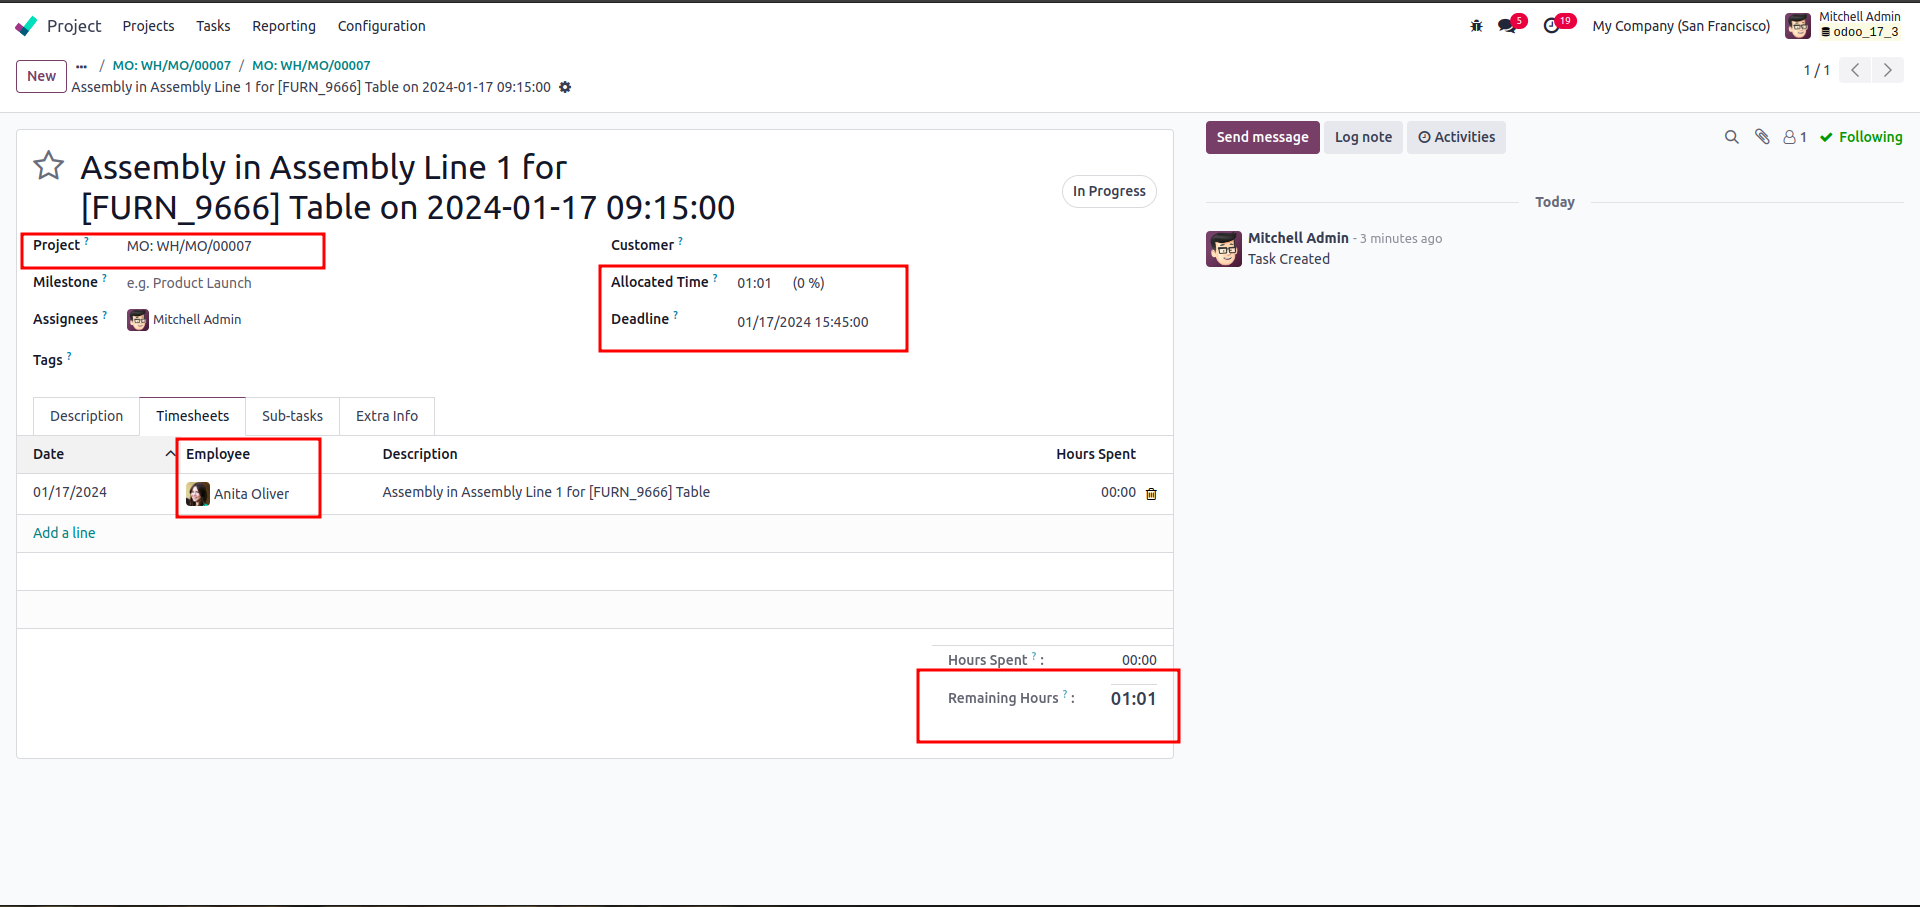 Project Projects Tasks Reporting Configuration
5 19 My Company (San Francisco) Mitchell Admin
odoo_17_3
New ... / MO: WH/MO/00007 / MO: WH/MO/00007
Assembly in Assembly Line 1 for [FURN_9666] Table on 2024-01-17 09:15:00
1 / 1
Send message Log note Activities 1 Following
Assembly in Assembly Line 1 for
[FURN_9666] Table on 2024-01-17 09:15:00
In Progress
Project ? MO: WH/MO/00007
Customer ?
Milestone ? e.g. Product Launch
Allocated Time ? 01:01 (0 %)
Assignees ? Mitchell Admin
Deadline ? 01/17/2024 15:45:00
Tags ?
Description Timesheets Sub-tasks Extra Info
Date Employee Description Hours Spent
01/17/2024 Anita Oliver Assembly in Assembly Line 1 for [FURN_9666] Table 00:00
Add a line
Hours Spent ? : 00:00
Remaining Hours ? : 01:01
Today
Mitchell Admin - 3 minutes ago
Task Created